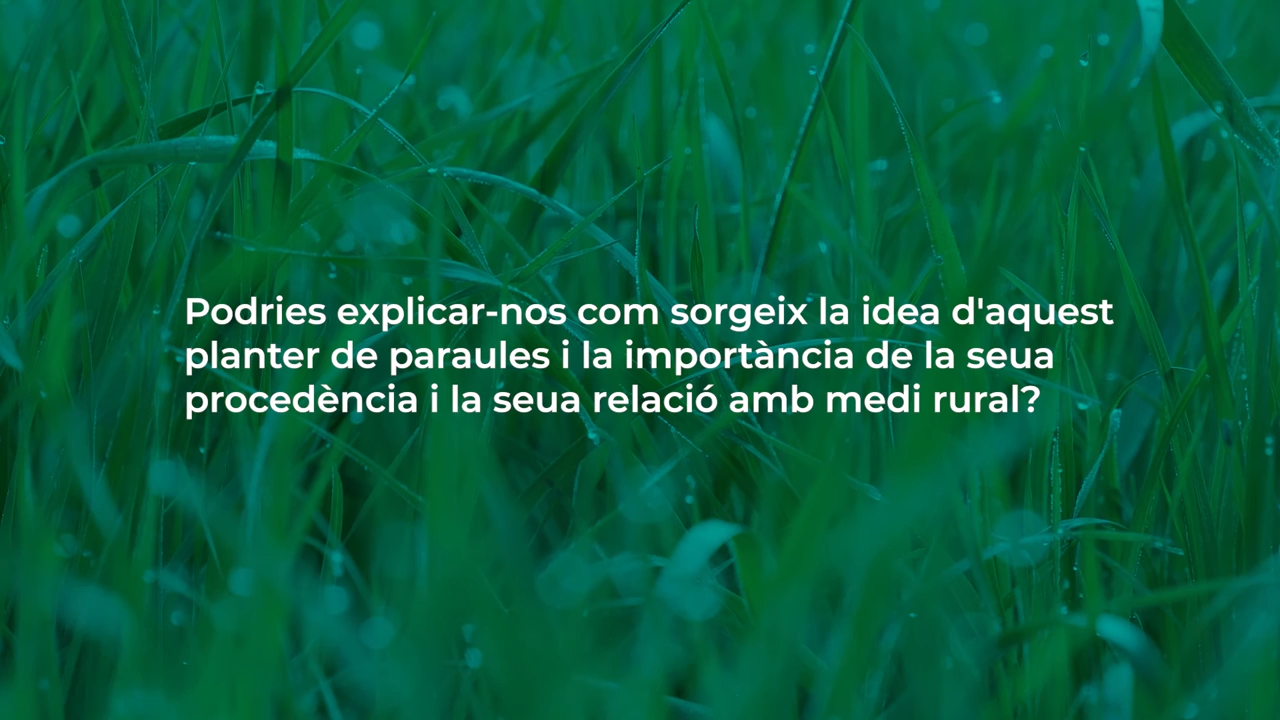 Podries explicar-nos com sorgeix la idea d'aquest
planter de paraules i la importància de la seua
procedència i la seua relació amb medi rural?